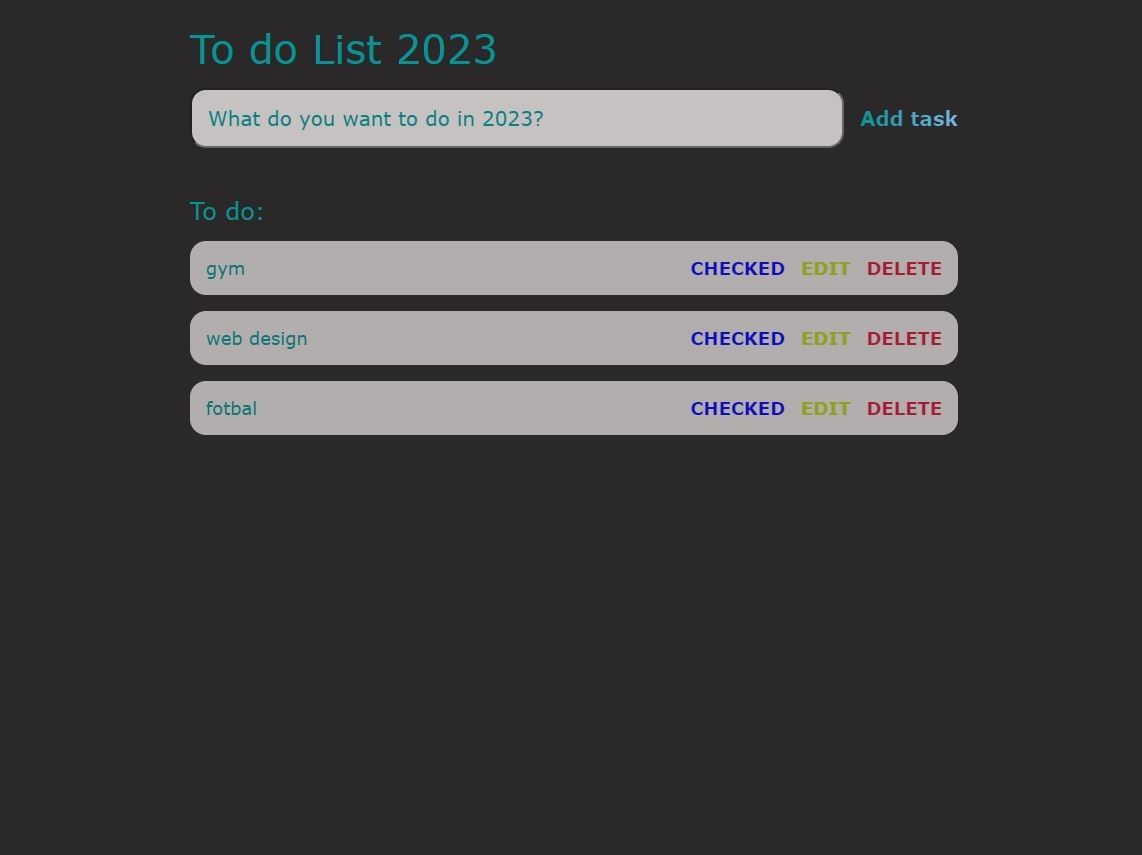 To do List 2023
What do you want to do in 2023? Add task
To do:
gym CHECKED EDIT DELETE
web design CHECKED EDIT DELETE
fotbal CHECKED EDIT DELETE